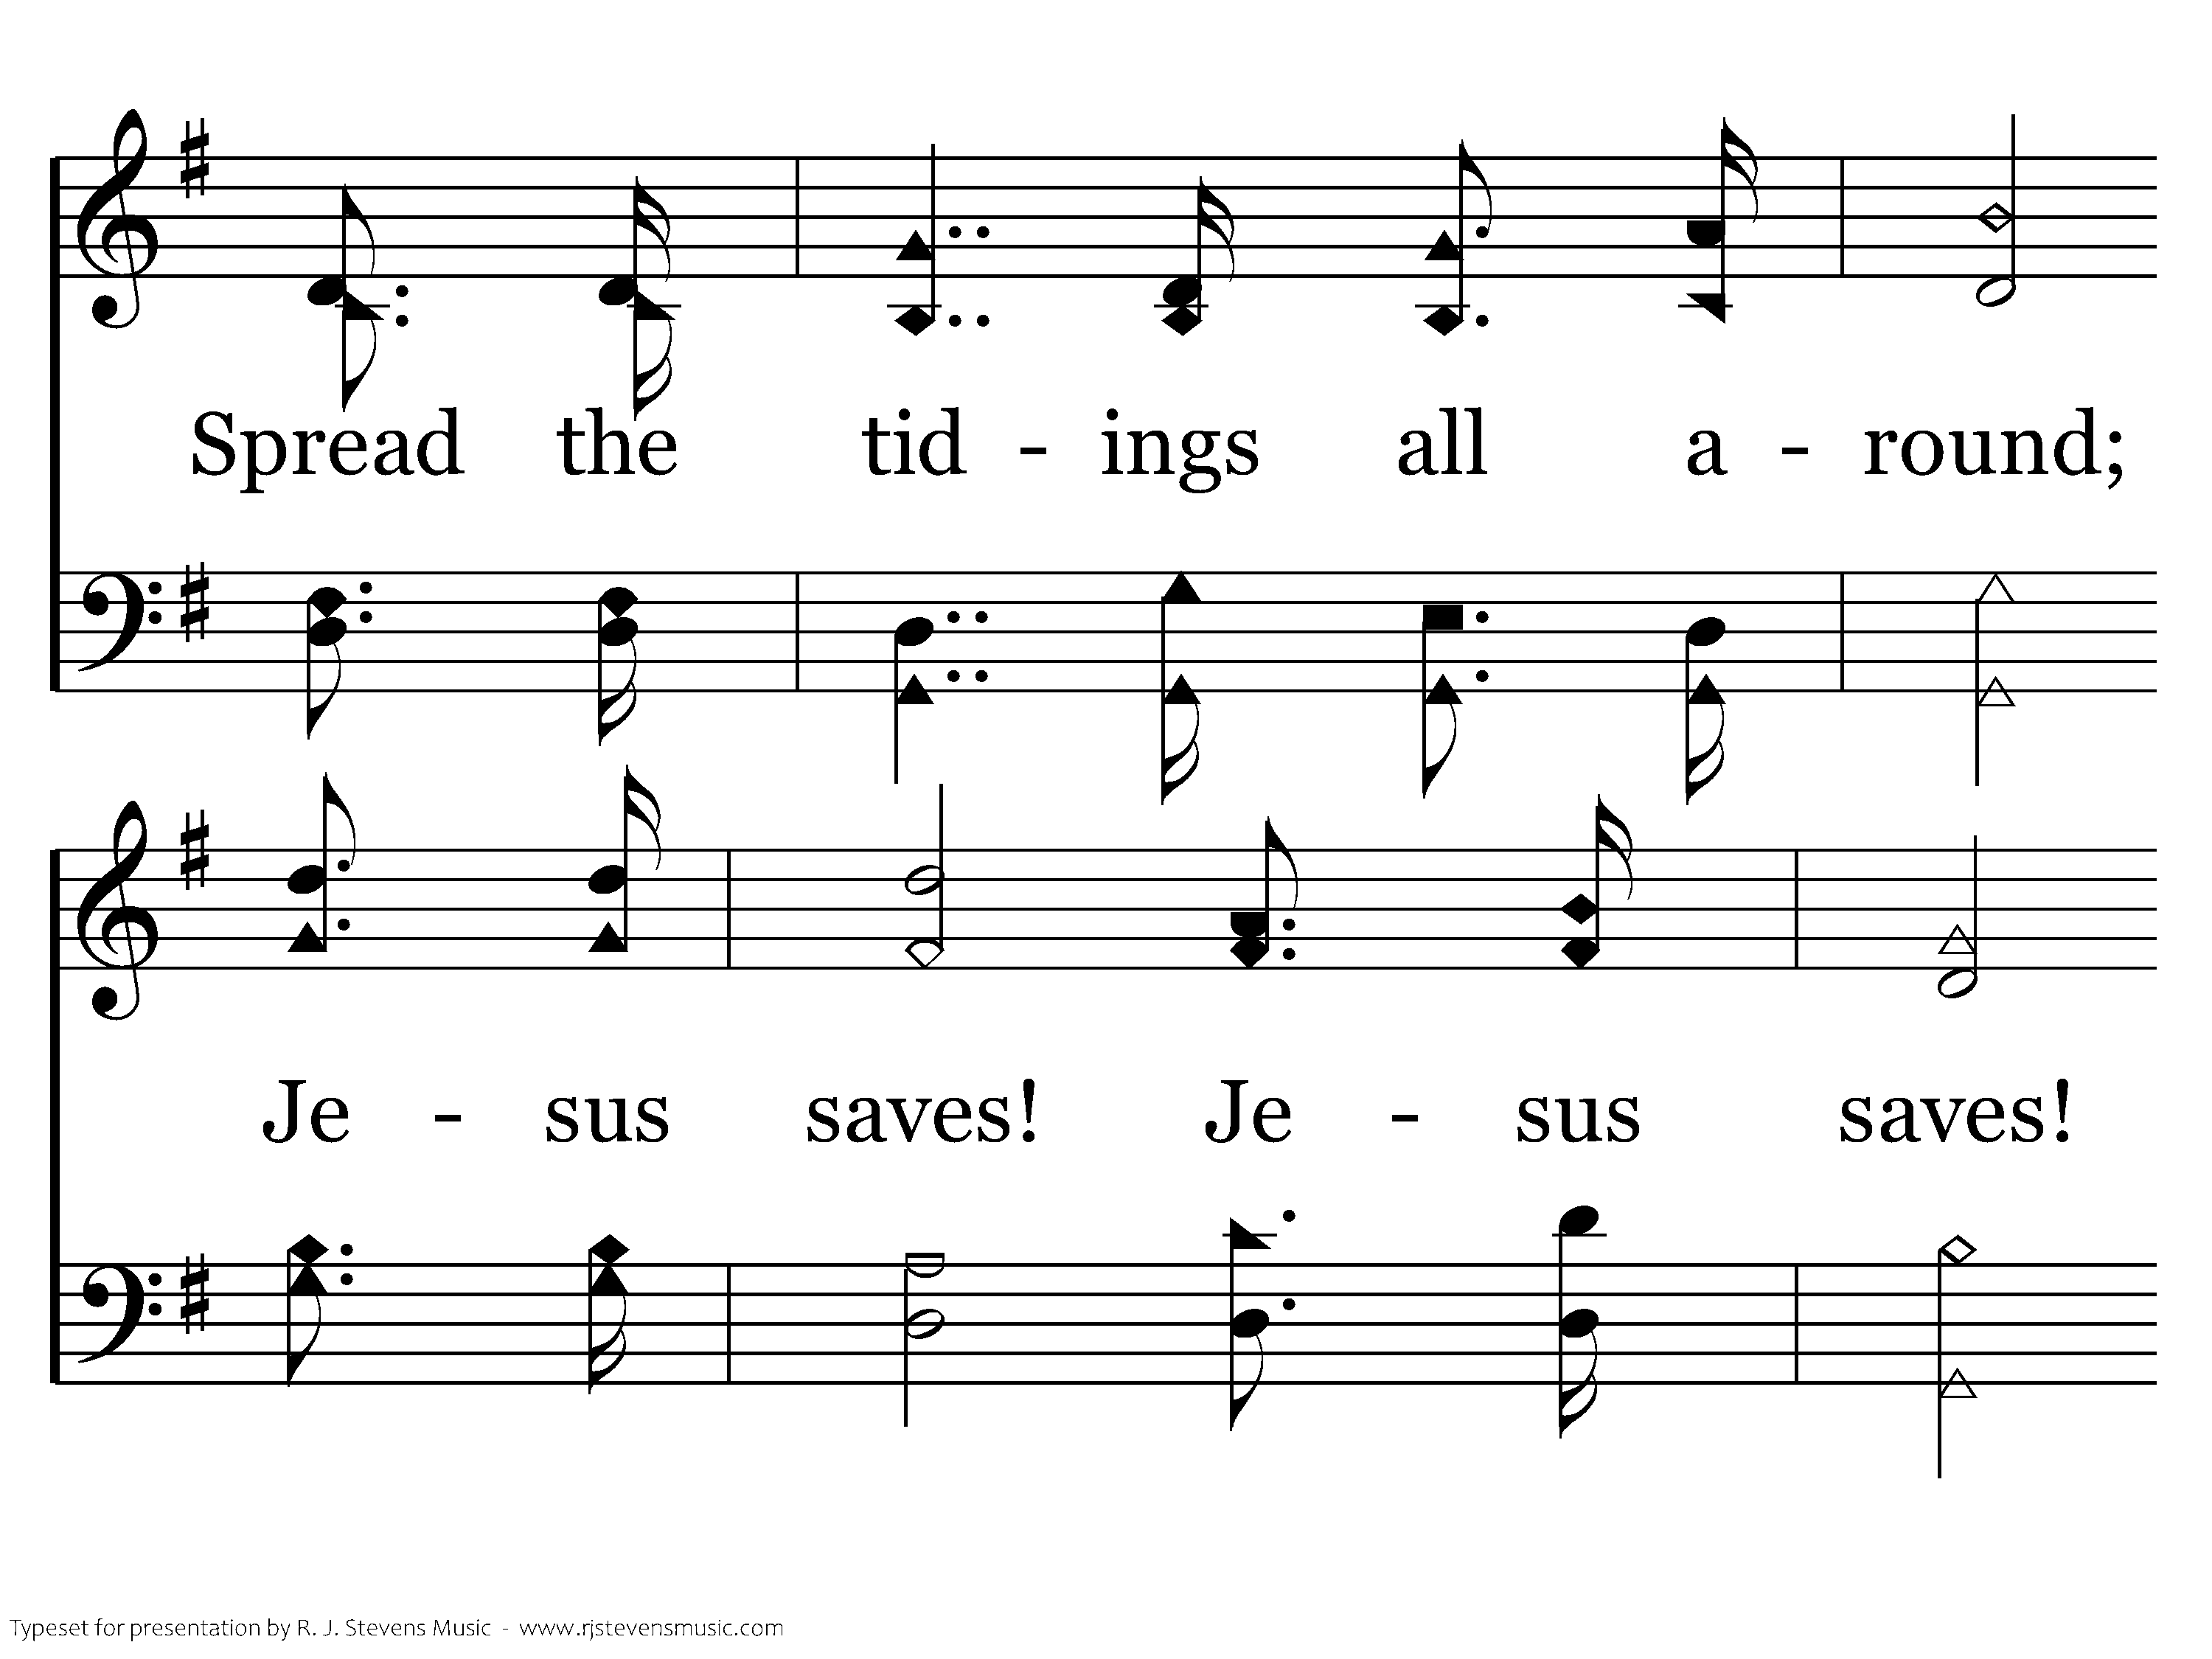 Spread the tid - ings all a - round;
Je - sus saves! Je - sus saves!
Typeset for presentation by R. J. Stevens Music - www.rjstevensmusic.com